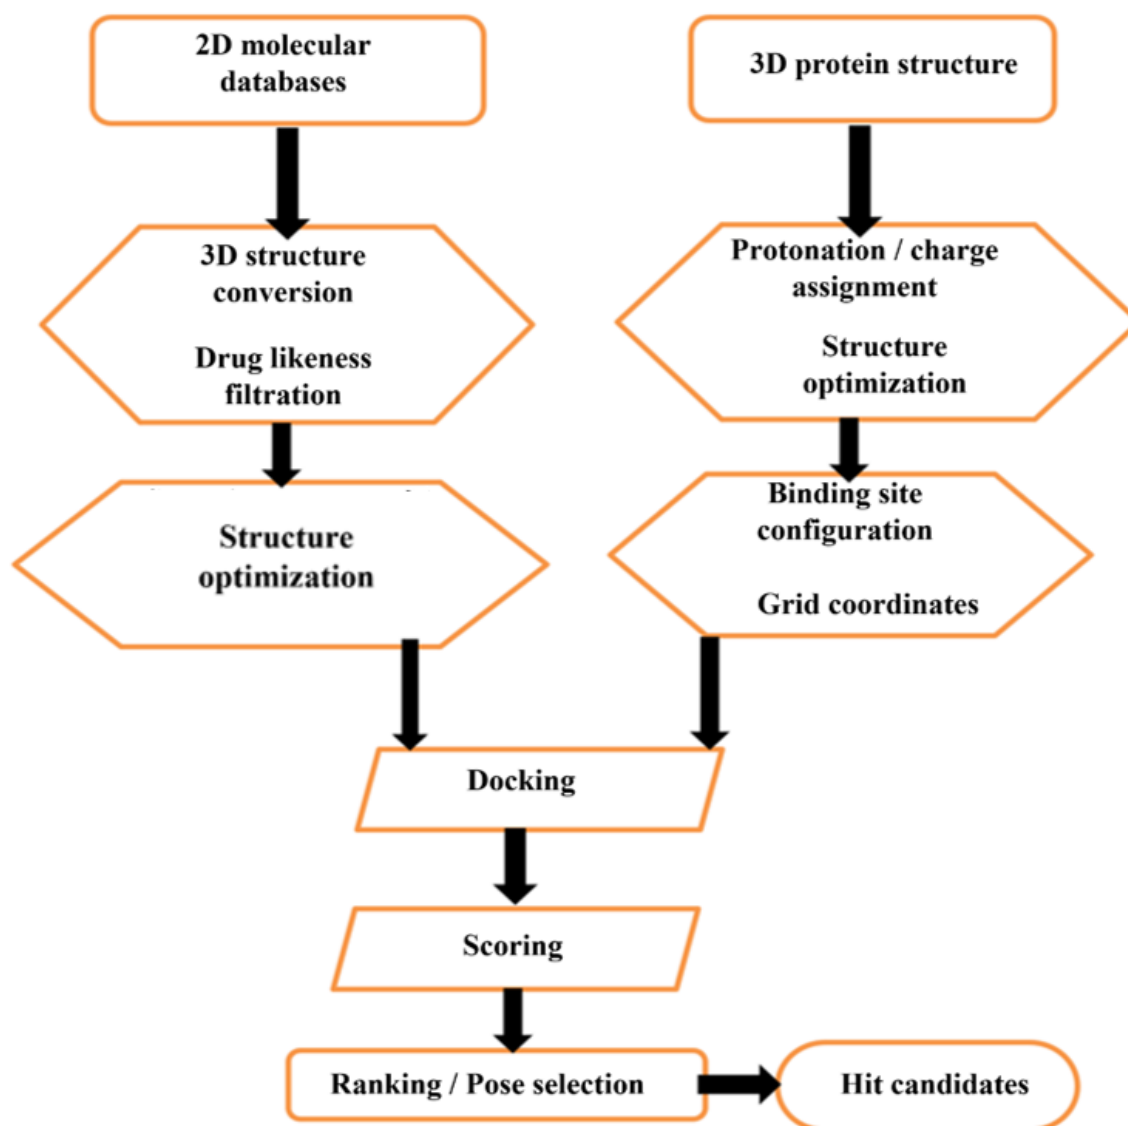 2D molecular
databases
3D protein structure
3D structure
conversion
Drug likeness
filtration
Protonation / charge
assignment
Structure
optimization
Structure
optimization
Binding site
configuration
Grid coordinates
Docking
Scoring
Ranking / Pose selection
Hit candidates